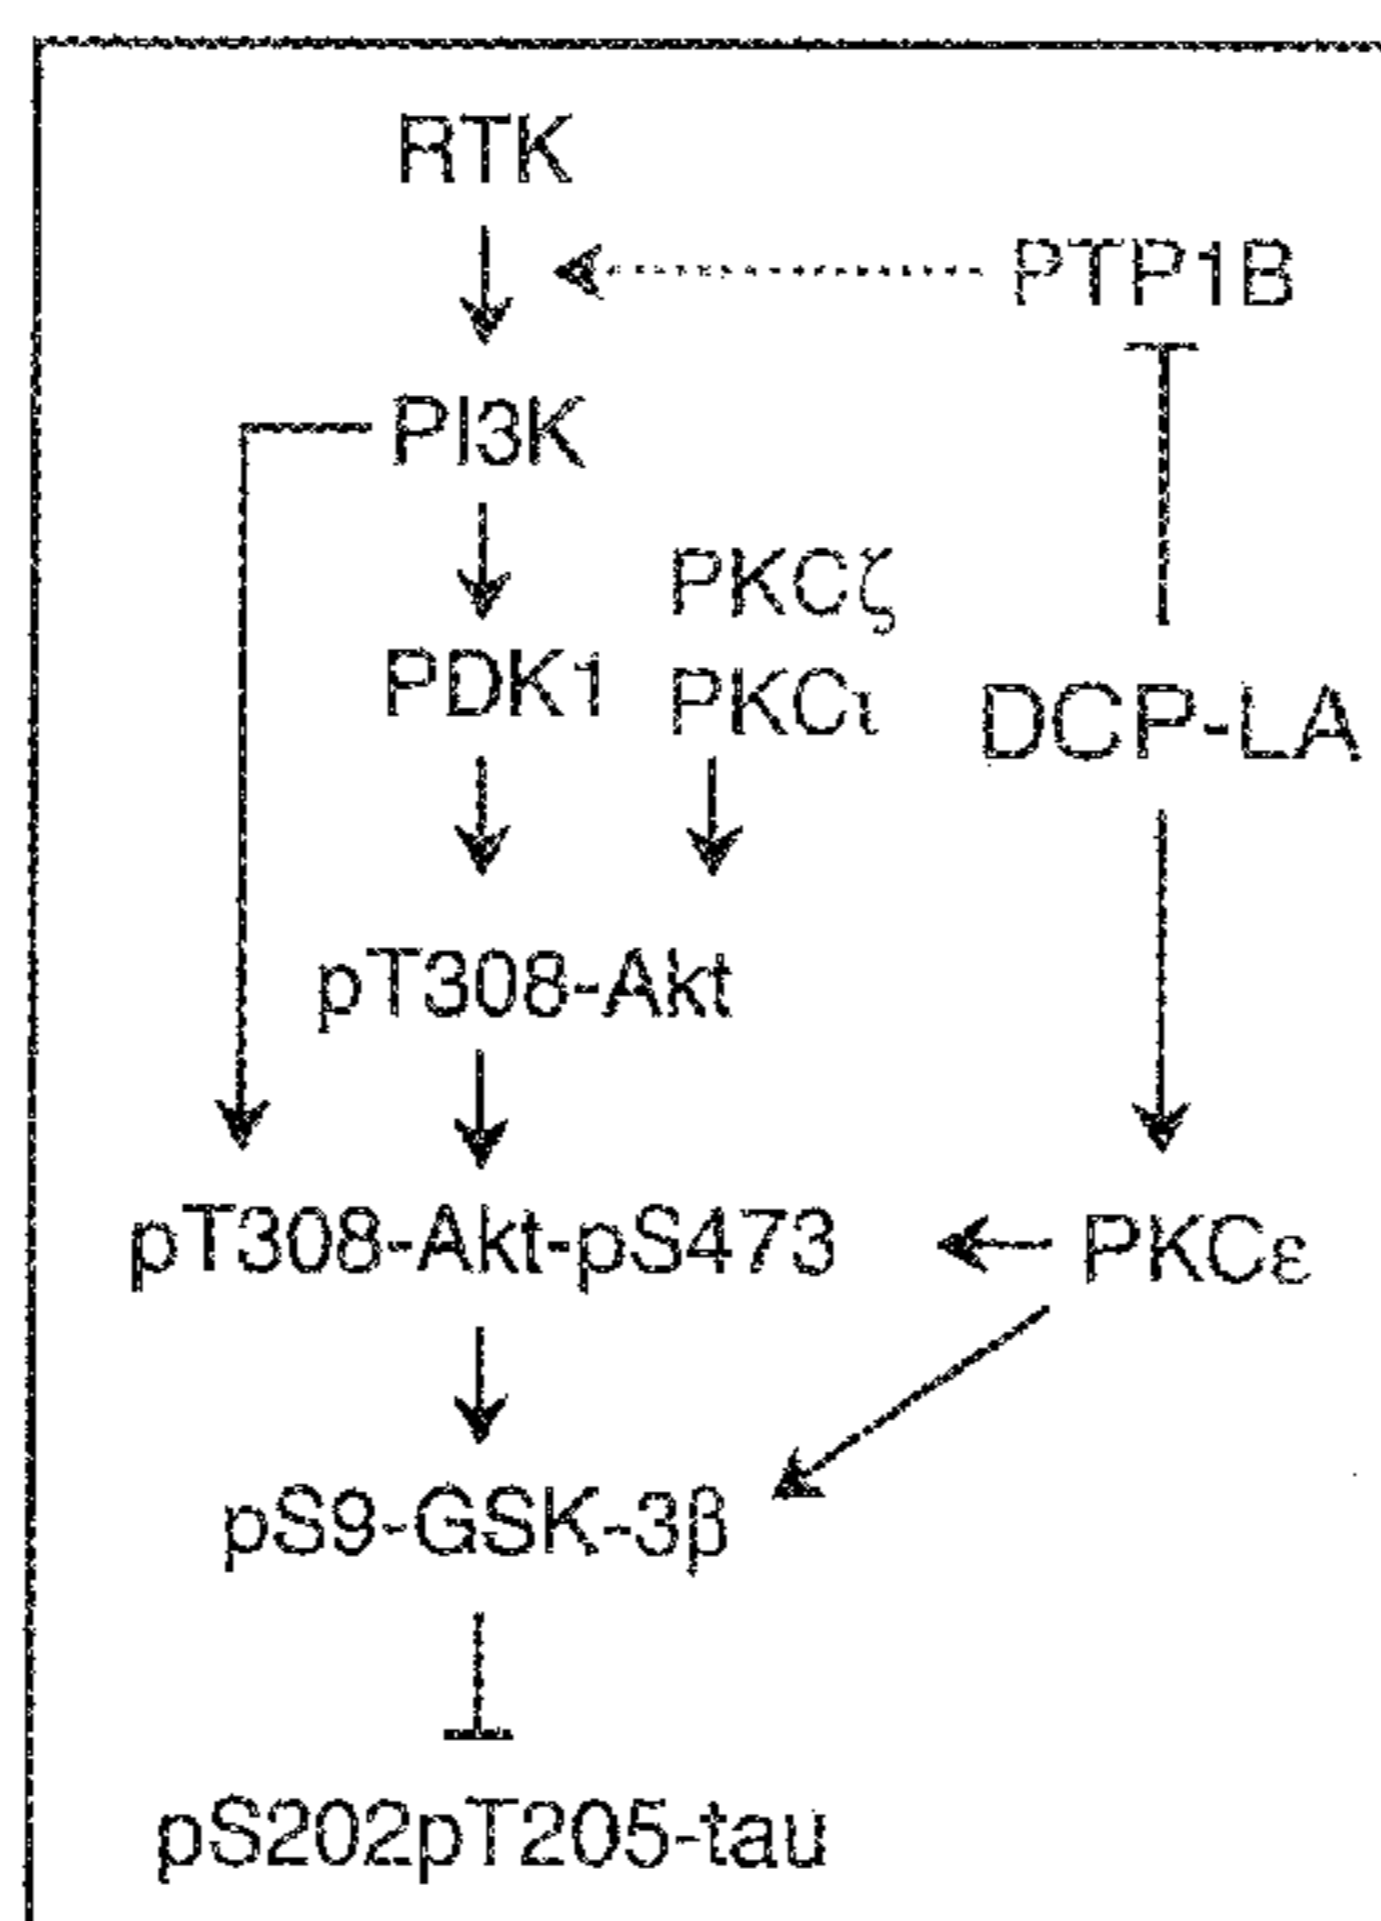 RTK
PTP1B
PI3K
PKCζ
PDK1
PKCι
DCP-LA
pT308-Akt
pT308-Akt-pS473
PKCε
pS9-GSK-3β
pS202pT205-tau